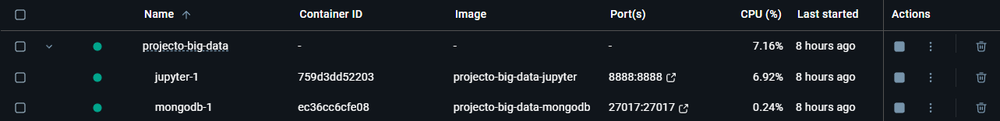 Name ↑ Container ID Image Port(s) CPU (%) Last started Actions
projecto-big-data - - - 7.16% 8 hours ago
jupyter-1 759d3dd52203 projecto-big-data-jupyter 8888:8888 6.92% 8 hours ago
mongodb-1 ec36cc6cfe08 projecto-big-data-mongodb 27017:27017 0.24% 8 hours ago